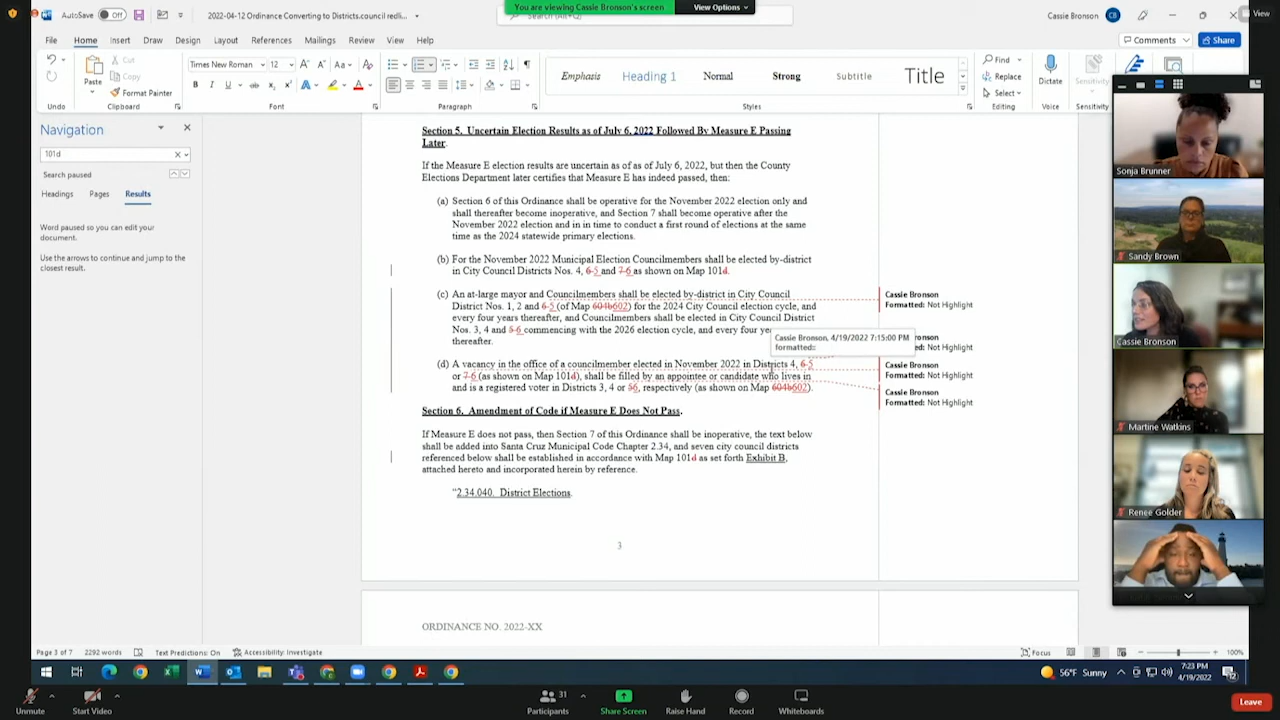 You are viewing Cassie Bronson's screen
View Options
View
AutoSave Off
2022-04-12 Ordinance Converting to Districts.council redli...
Search (Alt+Q)
Cassie Bronson CB
File Home Insert Draw Design Layout References Mailings Review View Help
Comments
Share
Times New Roman 12
Paste
Cut
Copy
Format Painter
Emphasis Heading 1 Normal Strong Subtitle Title
Find
Replace
Select
Dictate
Sensitivity
Undo Clipboard Font Paragraph Styles Editing Voice Sensitivity
Navigation
101d
Search paused
Headings Pages Results
Word paused so you can edit your
document.
Use the arrows to continue and jump to the
closest result.
Section 5. Uncertain Election Results as of July 6, 2022 Followed By Measure E Passing
Later.
If the Measure E election results are uncertain as of as of July 6, 2022, but then the County
Elections Department later certifies that Measure E has indeed passed, then:
(a) Section 6 of this Ordinance shall be operative for the November 2022 election only and
shall thereafter become inoperative, and Section 7 shall become operative after the
November 2022 election and in in time to conduct a first round of elections at the same
time as the 2024 statewide primary elections.
(b) For the November 2022 Municipal Election Councilmembers shall be elected by-district
in City Council Districts Nos. 4, 6 5 and 7 6 as shown on Map 101d.
(c) An at-large mayor and Councilmembers shall be elected by-district in City Council
District Nos. 1, 2 and 6 5 (of Map 604b602) for the 2024 City Council election cycle, and
every four years thereafter, and Councilmembers shall be elected in City Council District
Nos. 3, 4 and 5 6 commencing with the 2026 election cycle, and every four ye
thereafter.
(d) A vacancy in the office of a councilmember elected in November 2022 in Districts 4, 6 5
or 7 6 (as shown on Map 101d), shall be filled by an appointee or candidate who lives in
and is a registered voter in Districts 3, 4 or 56, respectively (as shown on Map 604b602).
Section 6. Amendment of Code if Measure E Does Not Pass.
If Measure E does not pass, then Section 7 of this Ordinance shall be inoperative, the text below
shall be added into Santa Cruz Municipal Code Chapter 2.34, and seven city council districts
referenced below shall be established in accordance with Map 101d as set forth Exhibit B,
attached hereto and incorporated herein by reference.
"2.34.040. District Elections.
3
ORDINANCE NO. 2022-XX
Cassie Bronson
Formatted: Not Highlight
Cassie Bronson, 4/19/2022 7:15:00 PM
formatted:
ronson
Not Highlight
Cassie Bronson
Formatted: Not Highlight
Cassie Bronson
Formatted: Not Highlight
Sonja Brunner
Sandy Brown
Cassie Bronson
Martine Watkins
Renee Golder
Page 3 of 7 2292 words Text Predictions: On Accessibility: Investigate
Focus
100%
56°F Sunny
7:23 PM
4/19/2022
Unmute
Start Video
31
Participants
Share Screen
Raise Hand
Record
Whiteboards
Leave